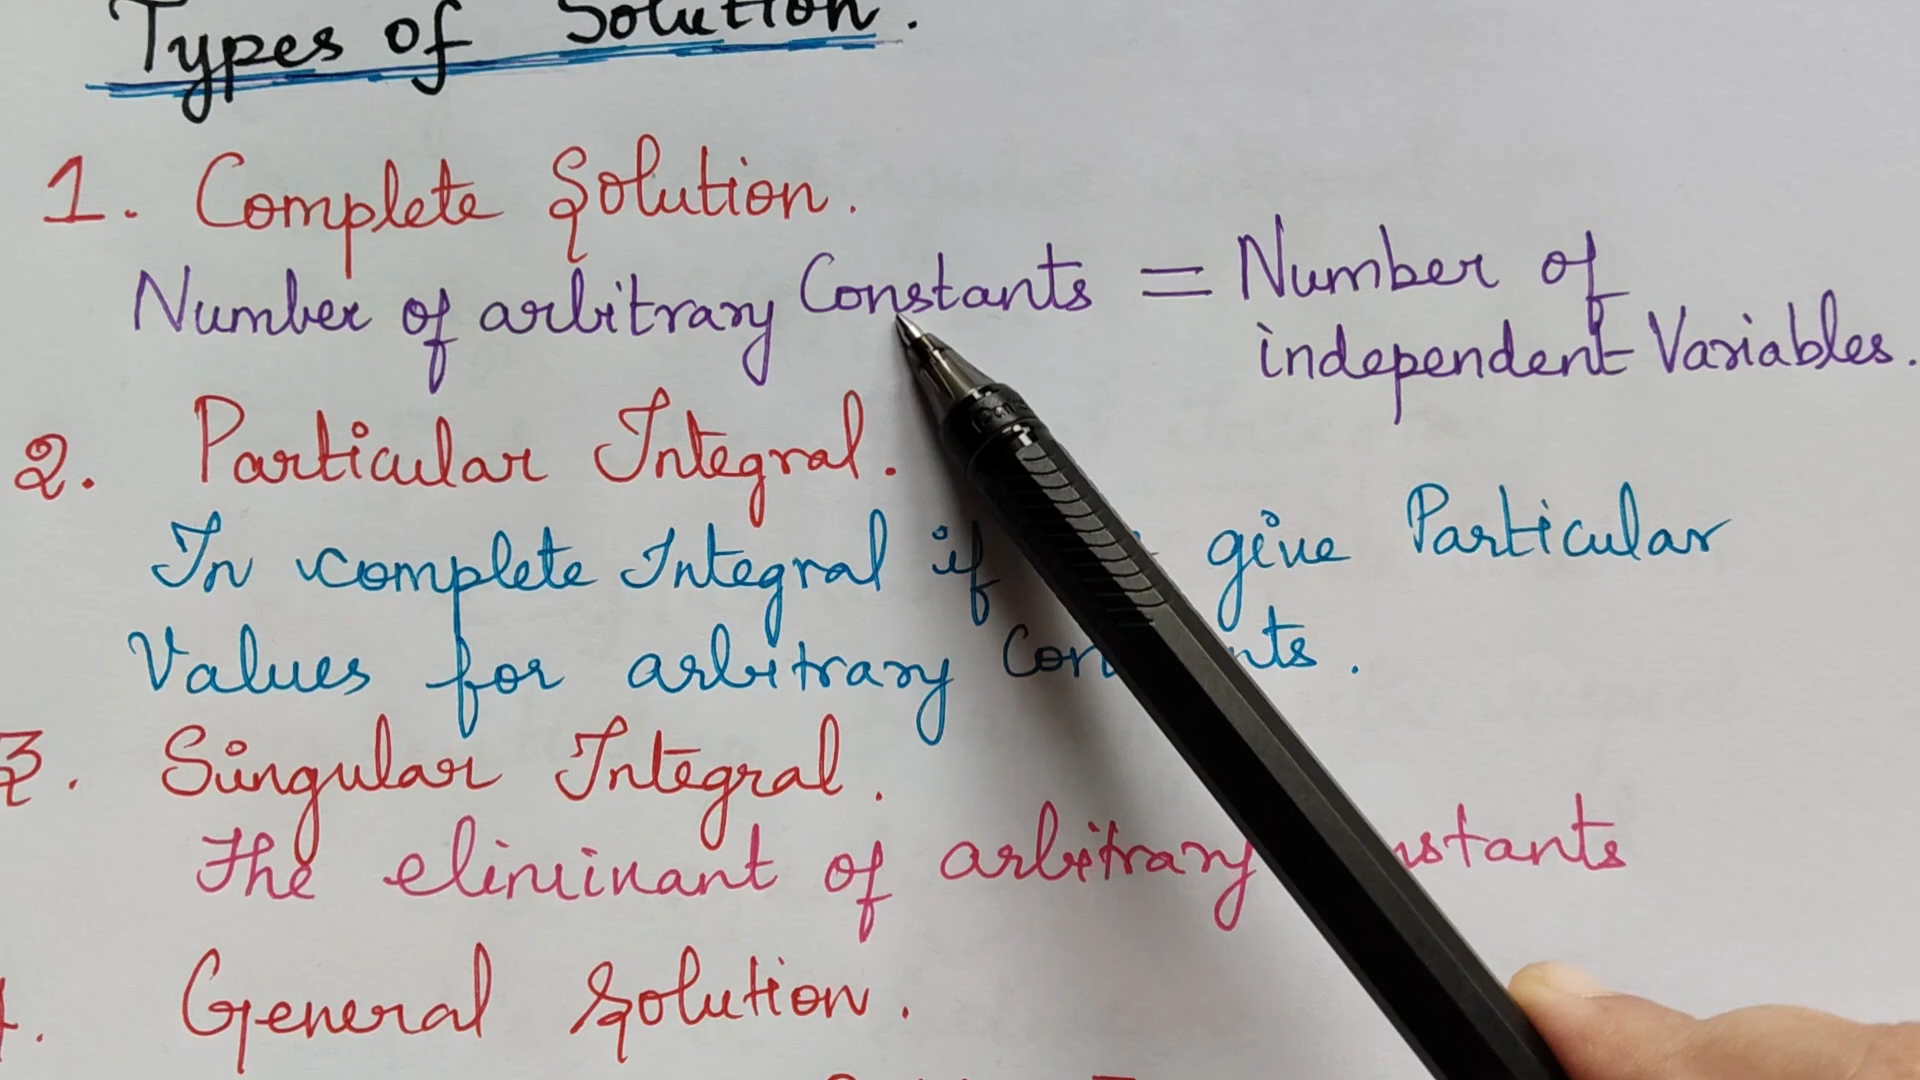 Types of Solution.
1. Complete Solution.
Number of arbitrary Constants = Number of
independent Variables.
2. Particular Integral.
In complete Integral if give Particular
Values for arbitrary
3. Singular Integral.
The eliminant of arbitrary
General Solution.